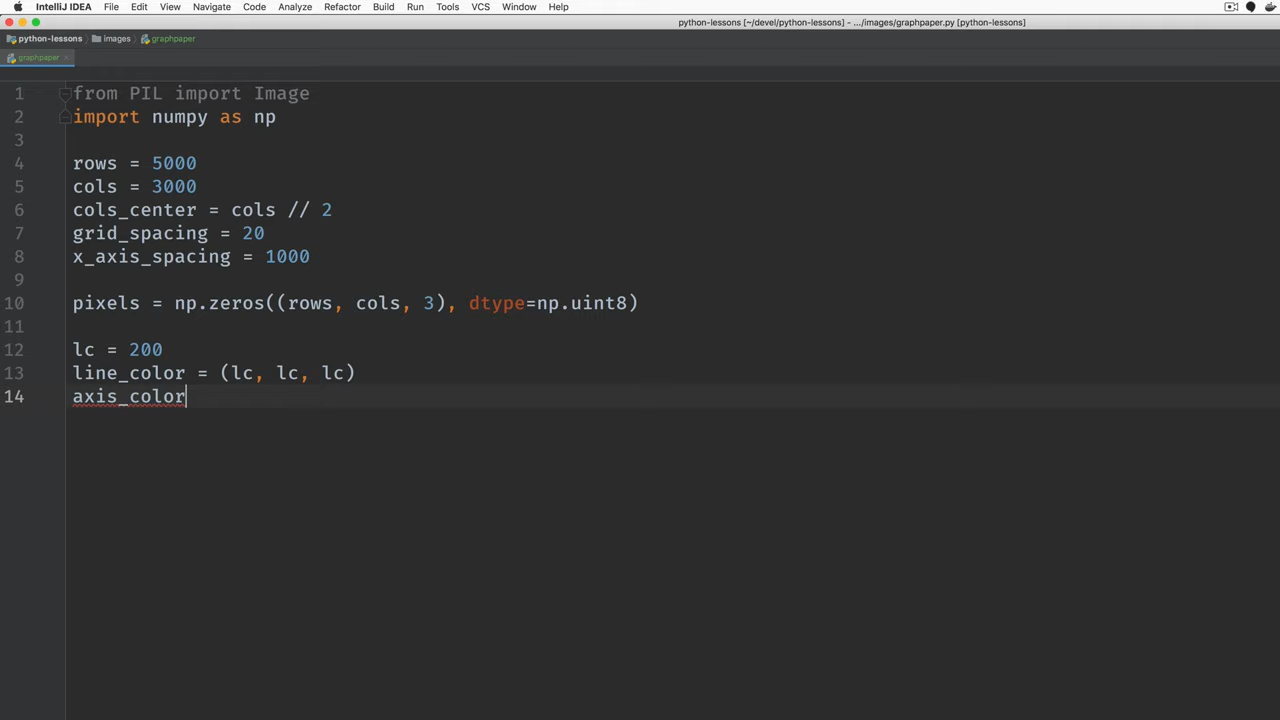 IntelliJ IDEA File Edit View Navigate Code Analyze Refactor Build Run Tools VCS Window Help
python-lessons [~/devel/python-lessons] - .../images/graphpaper.py [python-lessons]
python-lessons images graphpaper
graphpaper
1 from PIL import Image
2 import numpy as np
3
4 rows = 5000
5 cols = 3000
6 cols_center = cols // 2
7 grid_spacing = 20
8 x_axis_spacing = 1000
9
10 pixels = np.zeros((rows, cols, 3), dtype=np.uint8)
11
12 lc = 200
13 line_color = (lc, lc, lc)
14 axis_color